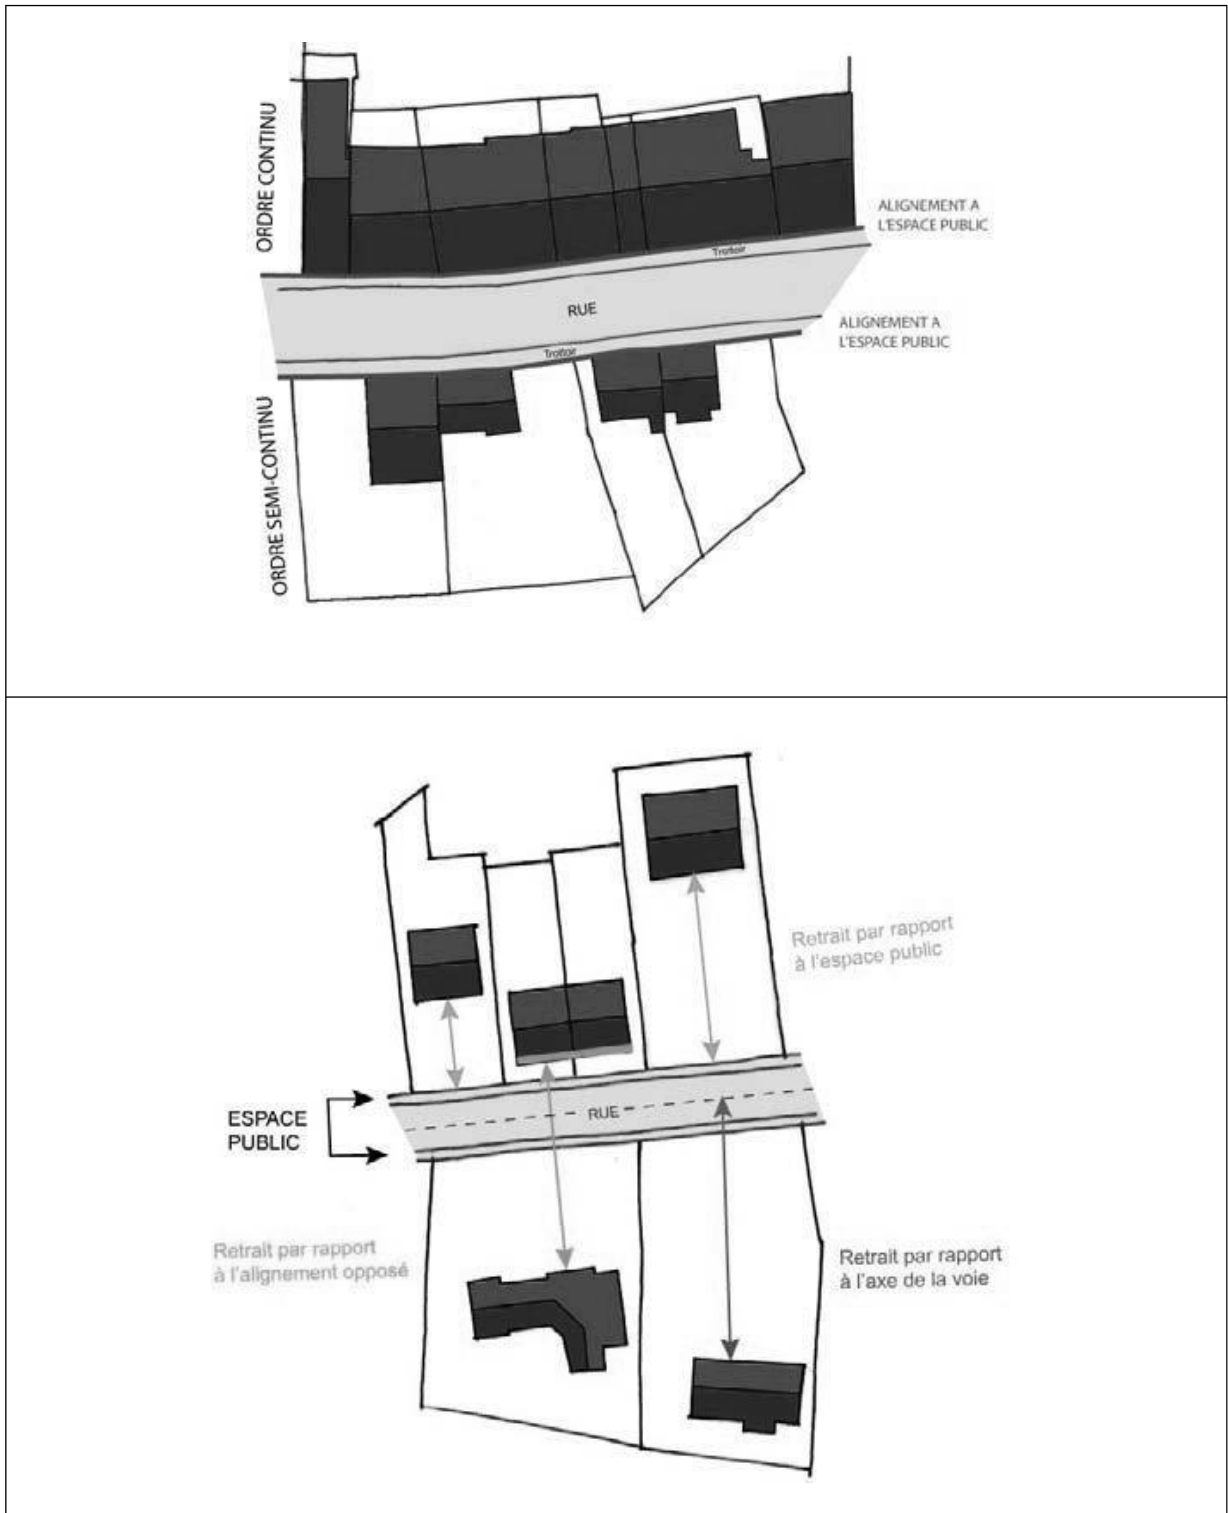 ORDRE CONTINU
ALIGNEMENT A
L'ESPACE PUBLIC
Trottoir
RUE
ALIGNEMENT A
L'ESPACE PUBLIC
Trottoir
ORDRE SEMI-CONTINU
Retrait par rapport
à l'espace public
ESPACE
PUBLIC
RUE
Retrait par rapport
à l'alignement opposé
Retrait par rapport
à l'axe de la voie